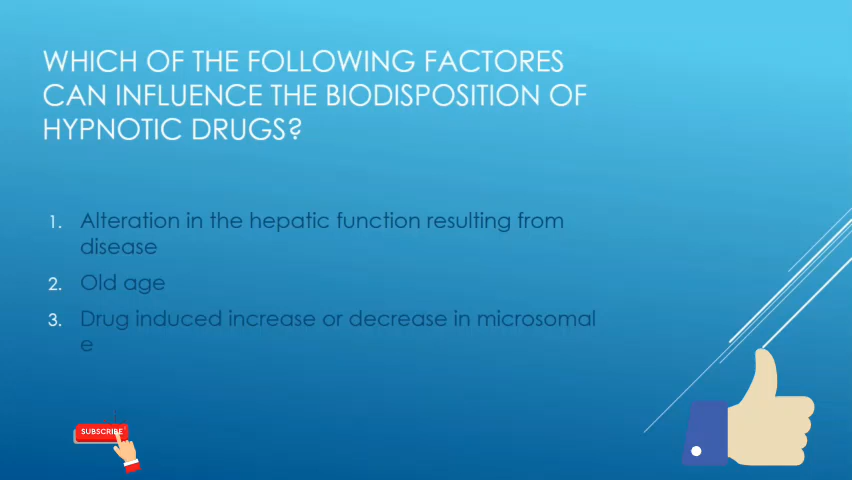 WHICH OF THE FOLLOWING FACTORES
CAN INFLUENCE THE BIODISPOSITION OF
HYPNOTIC DRUGS?
1. Alteration in the hepatic function resulting from
disease
2. Old age
3. Drug induced increase or decrease in microsomal
e
SUBSCRIBE